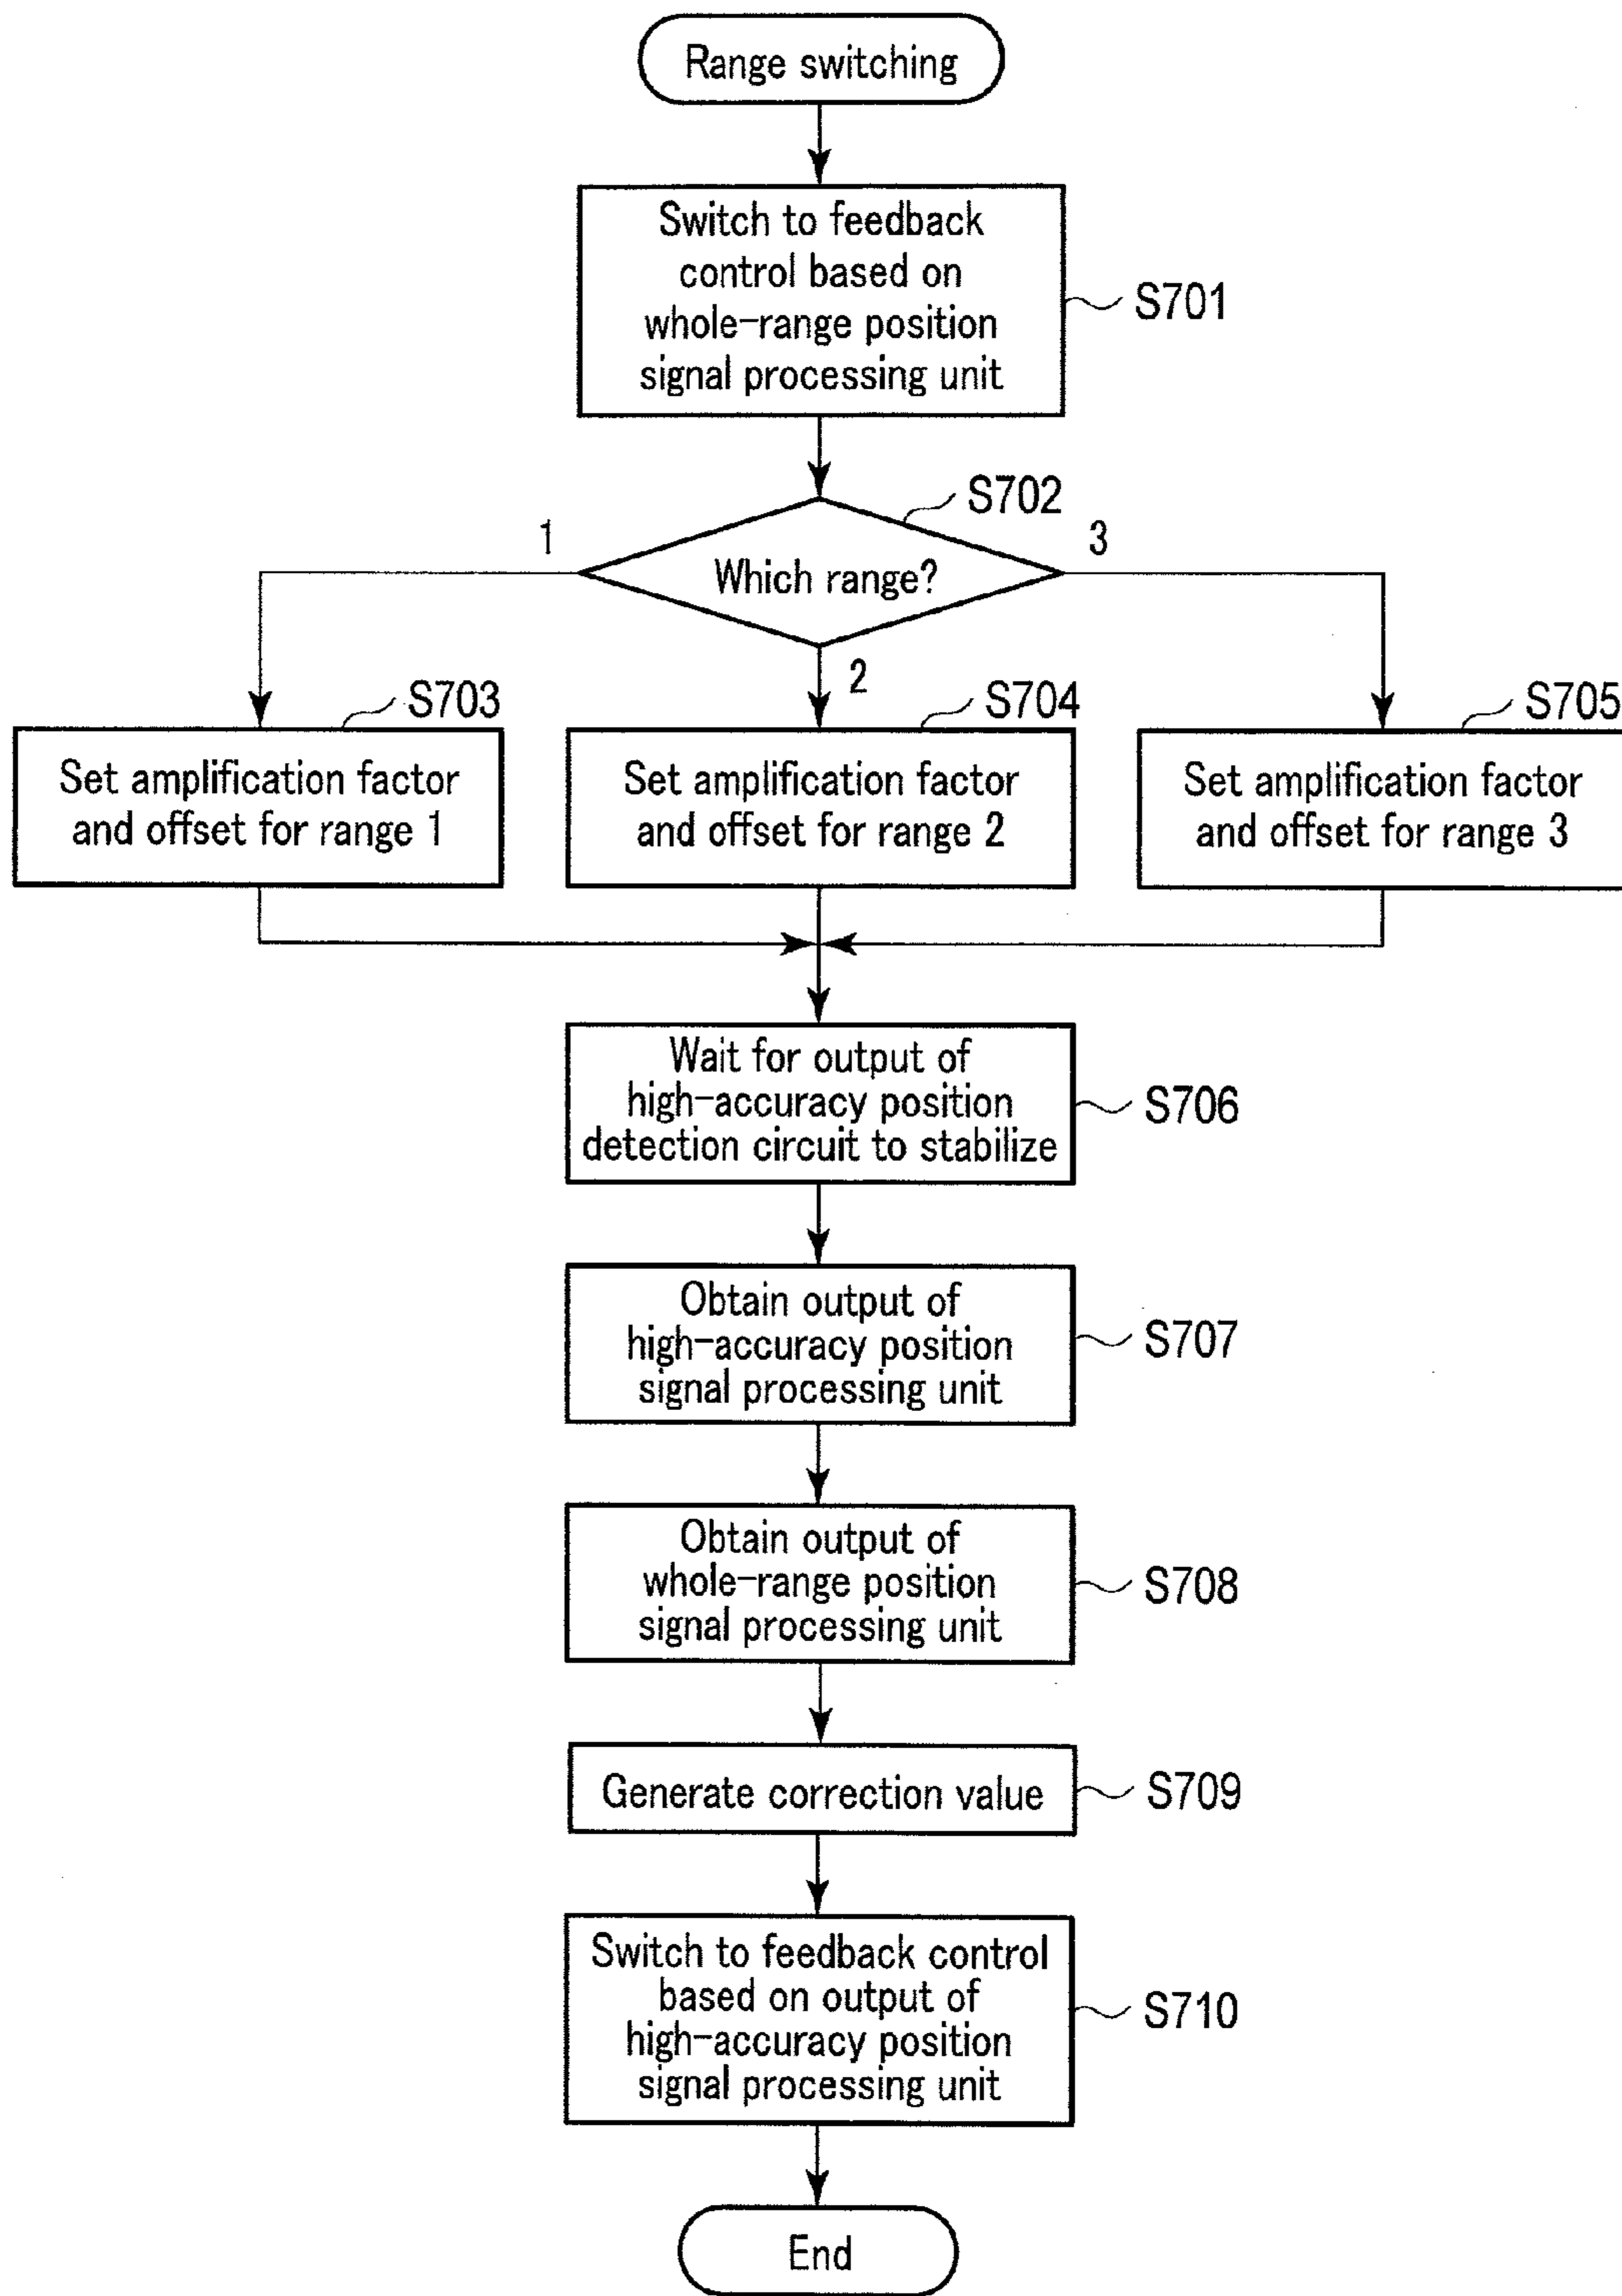 Range switching
Switch to feedback
control based on
whole-range position
signal processing unit
S701
S702
1
3
Which range?
2
S703
S704
S705
Set amplification factor
and offset for range 1
Set amplification factor
and offset for range 2
Set amplification factor
and offset for range 3
Wait for output of
high-accuracy position
detection circuit to stabilize
S706
Obtain output of
high-accuracy position
signal processing unit
S707
Obtain output of
whole-range position
signal processing unit
S708
Generate correction value
S709
Switch to feedback control
based on output of
high-accuracy position
signal processing unit
S710
End